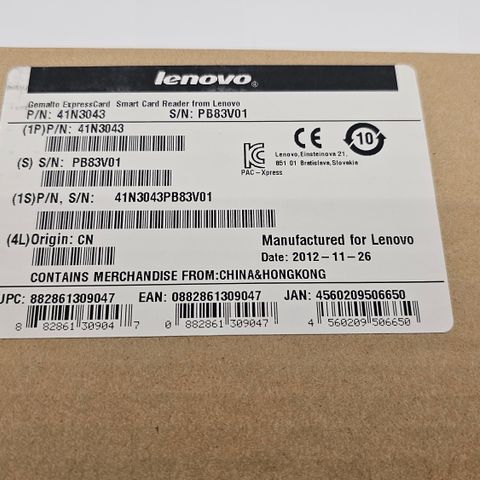 lenovo®
Gemalto ExpressCard Smart Card Reader from Lenovo
P/N: 41N3043 S/N: PB83V01
(1P)P/N: 41N3043
(S) S/N: PB83V01
(1S)P/N, S/N: 41N3043PB83V01
(4L)Origin: CN
PAC-Xpress
CE
10
Lenovo,Einsteinova 21,
851 01 Bratislava,Slovakia
Manufactured for Lenovo
Date: 2012-11-26
CONTAINS MERCHANDISE FROM:CHINA&HONGKONG
UPC: 882861309047 EAN: 0882861309047 JAN: 4560209506650
8 82861 30904 7 0 882861 309047 4 560209 506650